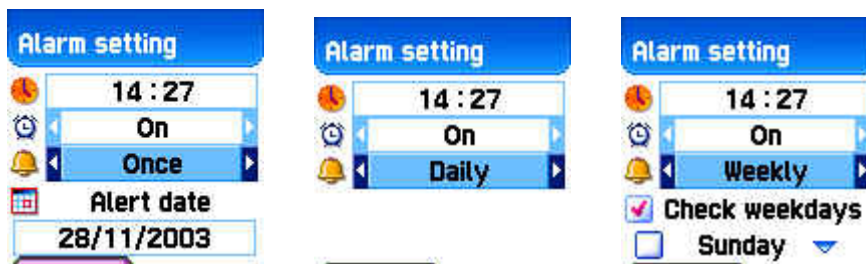 Alarm setting
14:27
On
Once
Alert date
28/11/2003
Alarm setting
14:27
On
Daily
Alarm setting
14:27
On
Weekly
Check weekdays
Sunday